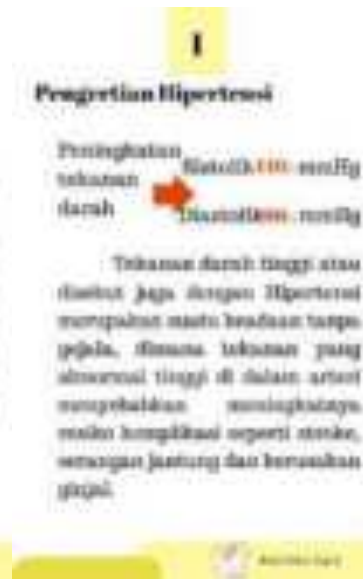 1
Pengertian Hipertensi
Peningkatan
tekanan
darah
Sistolik mmHg
Diastolik mmHg
Tekanan darah tinggi atau
disebut juga dengan Hipertensi
merupakan suatu keadaan tanpa
gejala, dimana tekanan yang
abnormal tinggi di dalam arteri
menyebabkan meningkatnya
resiko komplikasi seperti stroke,
serangan jantung dan kerusakan
ginjal.